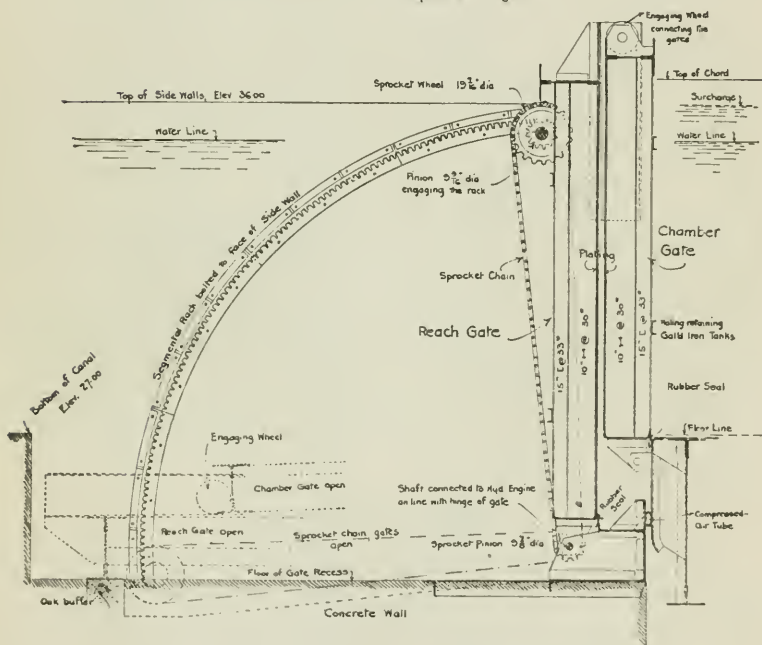 Engaging Wheel
connecting the
gates
Top of Chord
Sprocket Wheel 19 7/16" dia
Top of Side Walls, Elev 36.00
Surcharge
Water Line
Water Line
Pinion 9 9/16" dia
engaging the rack
Segmental Rack bolted to face of Side Wall
Chamber
Gate
Plating
Sprocket Chain
Reach Gate
15" [ @ 33"
10" H @ 30"
10" H @ 30"
15" [ @ 33"
retaining
Galv'd Iron Tanks
Rubber Seal
Bottom of Canal
Elev. 27.00
Floor Line
Engaging Wheel
Chamber Gate open
Shaft connected to Hyd Engine
on line with hinge of gate
Rubber
Seal
Compressed-
Air Tube
Reach Gate open
Sprocket chain, gates
open
Sprocket Pinion 9 3/8" dia
Floor of Gate Recess
Oak buffer
Concrete Wall